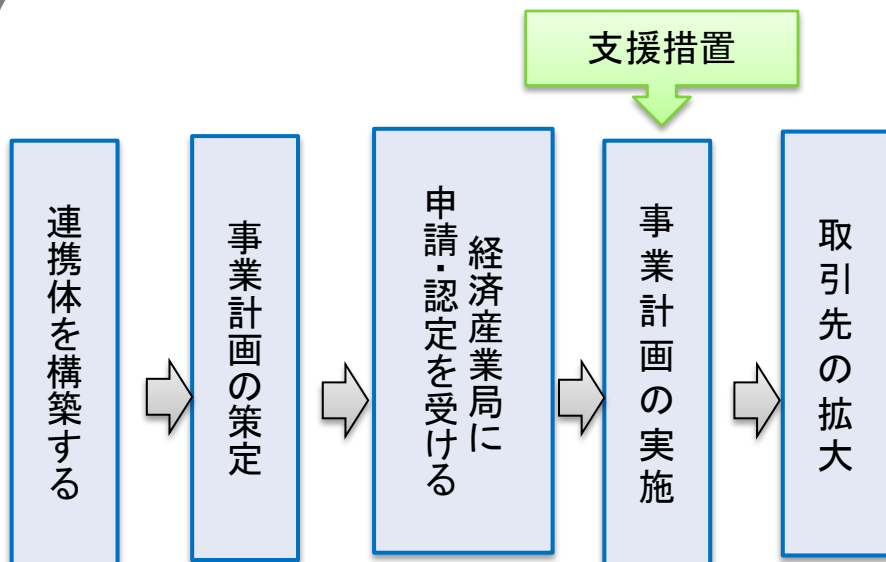 支援措置
連携体を構築する
事業計画の策定
経済産業局に
申請・認定を受ける
事業計画の実施
取引先の拡大